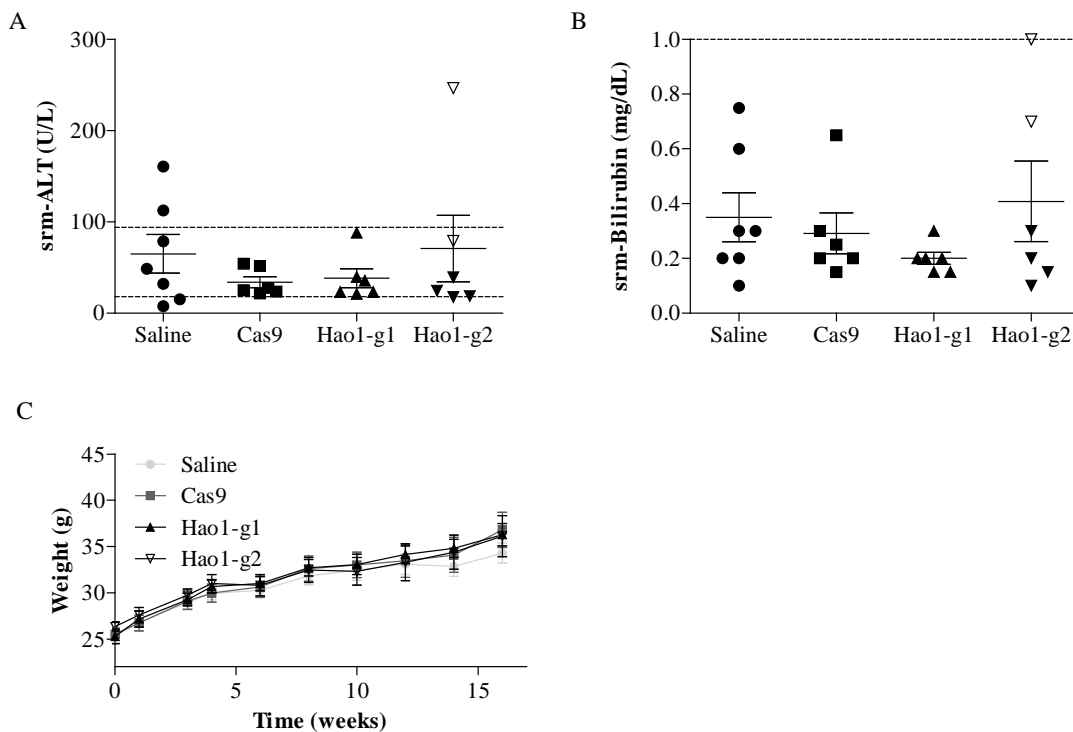 A
srm-ALT (U/L)
300
200
100
0
Saline Cas9 Hao1-g1 Hao1-g2
B
srm-Bilirubin (mg/dL)
1.0
0.8
0.6
0.4
0.2
0.0
Saline Cas9 Hao1-g1 Hao1-g2
C
Weight (g)
45
40
35
30
25
Saline
Cas9
Hao1-g1
Hao1-g2
0 5 10 15
Time (weeks)